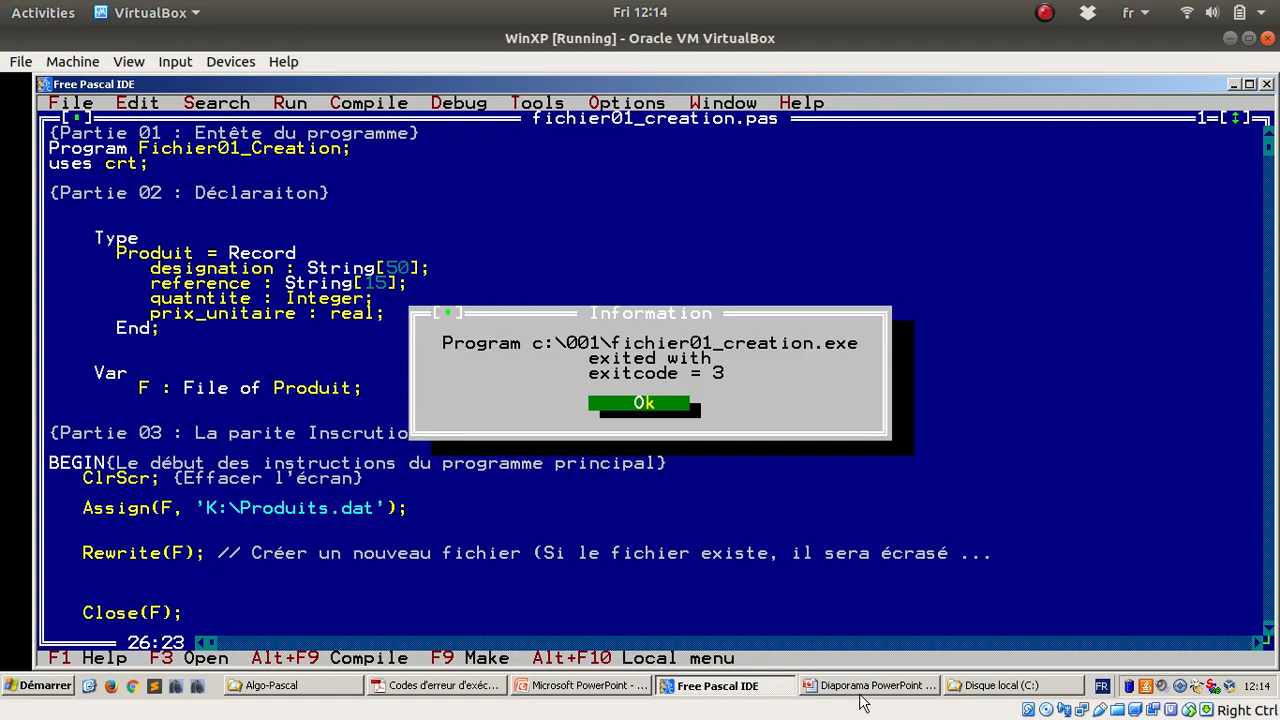 Activities VirtualBox Fri 12:14 fr
WinXP [Running] - Oracle VM VirtualBox
File Machine View Input Devices Help
Free Pascal IDE
File Edit Search Run Compile Debug Tools Options Window Help
fichier01_creation.pas 1
{Partie 01 : Entête du programme}
Program Fichier01_Creation;
uses crt;
{Partie 02 : Déclaraiton}
Type
Produit = Record
designation : String[50];
reference : String[15];
quatntite : Integer;
prix_unitaire : real;
End;
Var
F : File of Produit;
{Partie 03 : La parite Inscrutio
BEGIN{Le début des instructions du programme principal}
ClrScr; {Effacer l'écran}
Assign(F, 'K:\Produits.dat');
Rewrite(F); // Créer un nouveau fichier (Si le fichier existe, il sera écrasé ...
Close(F);
26:23
Information
Program c:\001\fichier01_creation.exe
exited with
exitcode = 3
Ok
F1 Help F3 Open Alt+F9 Compile F9 Make Alt+F10 Local menu
Démarrer Algo-Pascal Codes d'erreur d'exéc... Microsoft PowerPoint - ... Free Pascal IDE Diaporama PowerPoint ... Disque local (C:) FR 12:14
Right Ctrl